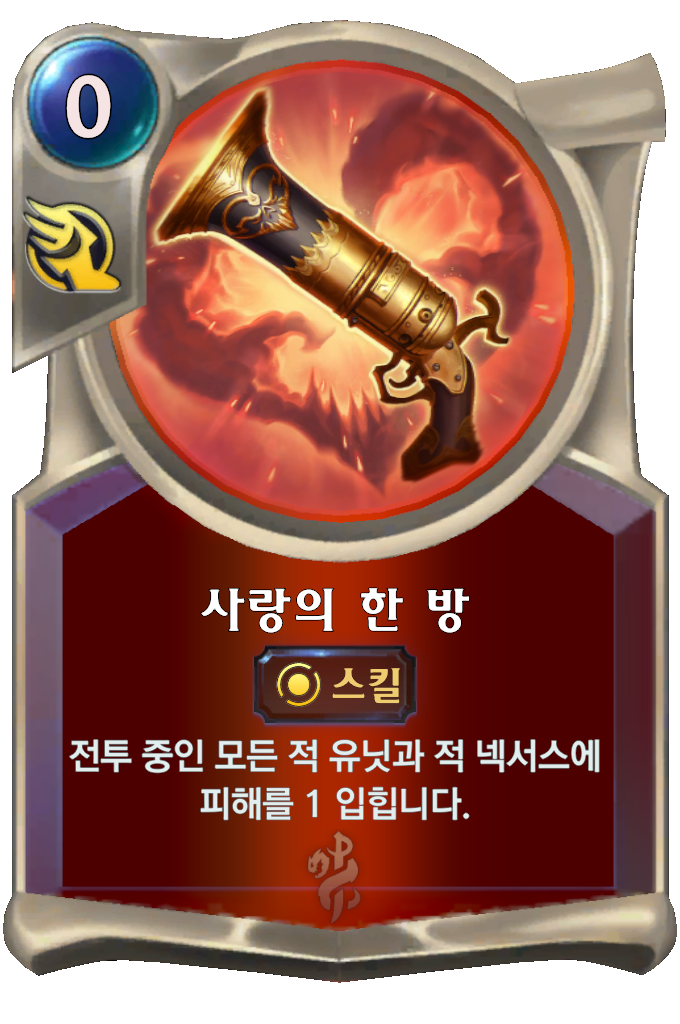 0
사랑의 한 방
스킬
전투 중인 모든 적 유닛과 적 넥서스에
피해를 1 입힙니다.